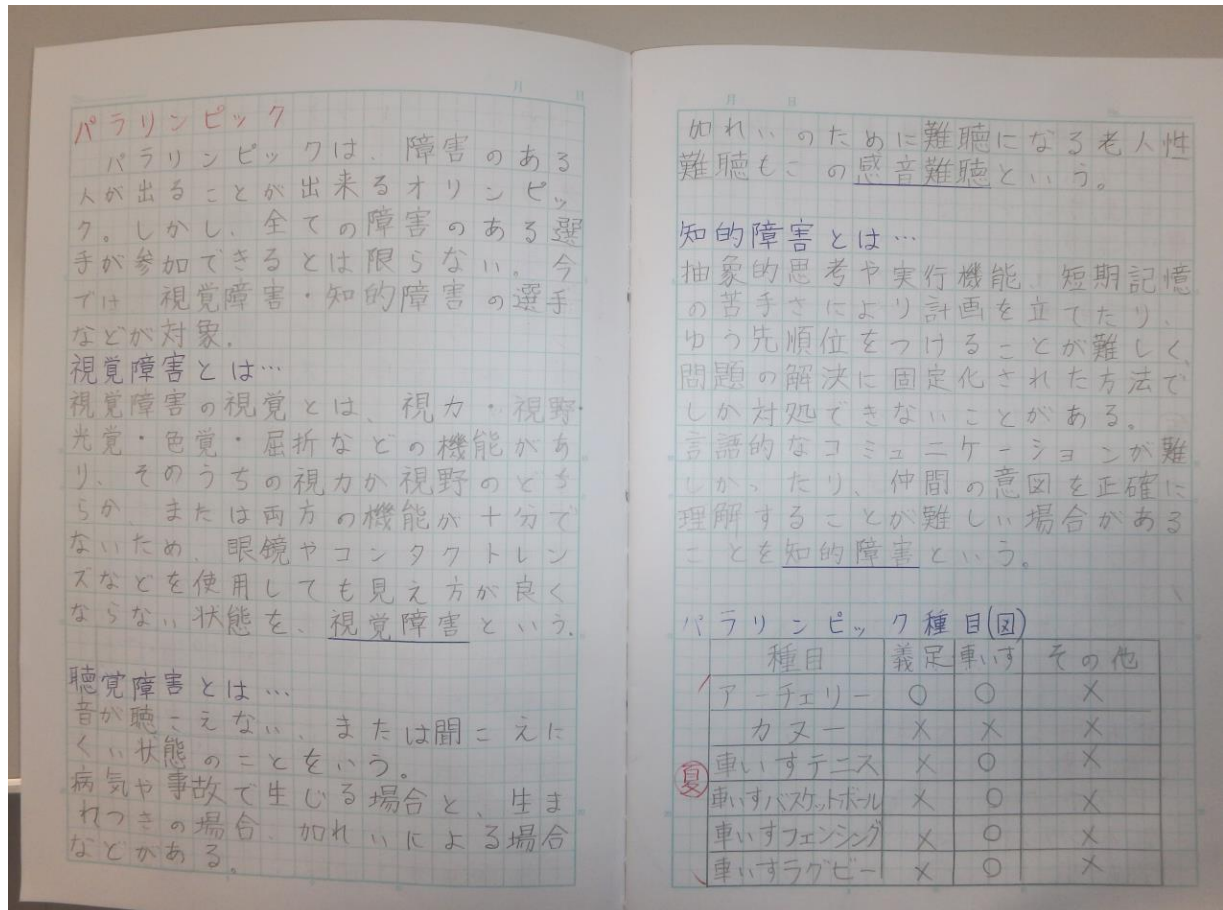 パラリンピック
パラリンピックは、障害のある
人が出ることが出来るオリンピッ
ク。しかし、全ての障害のある選
手が参加できるとは限らない。今
では 視覚障害・知的障害の選手
などが対象。
視覚障害とは…
視覚障害の視覚とは、視力・視野・
光覚・色覚・屈折などの機能があ
り、そのうちの視力か視野のどち
らか、または両方の機能が十分で
ないため、眼鏡やコンタクトレン
ズなどを使用しても見え方が良く
ならない状態を、視覚障害という。
聴覚障害とは…
音が聴こえない、または聞こえに
くい状態のことをいう。
病気や事故で生じる場合と、生ま
れつきの場合、加れいによる場合
などがある。
月 日
加れいのために難聴になる老人性
難聴もこの感音難聴という。
知的障害とは…
抽象的思考や実行機能、短期記憶
の苦手さにより計画を立てたり、
ゆう先順位をつけることが難しく、
問題の解決に固定化された方法で
しか対処できないことがある。
言語的なコミュニケーションが難
しかったり、仲間の意図を正確に
理解することが難しい場合がある
ことを知的障害という。
パラリンピック種目(図)
種目 義足 車いす その他
アーチェリー ○ ○ ×
カヌー × × ×
夏
車いすテニス × ○ ×
車いすバスケットボール × ○ ×
車いすフェンシング × ○ ×
車いすラグビー × ○ ×